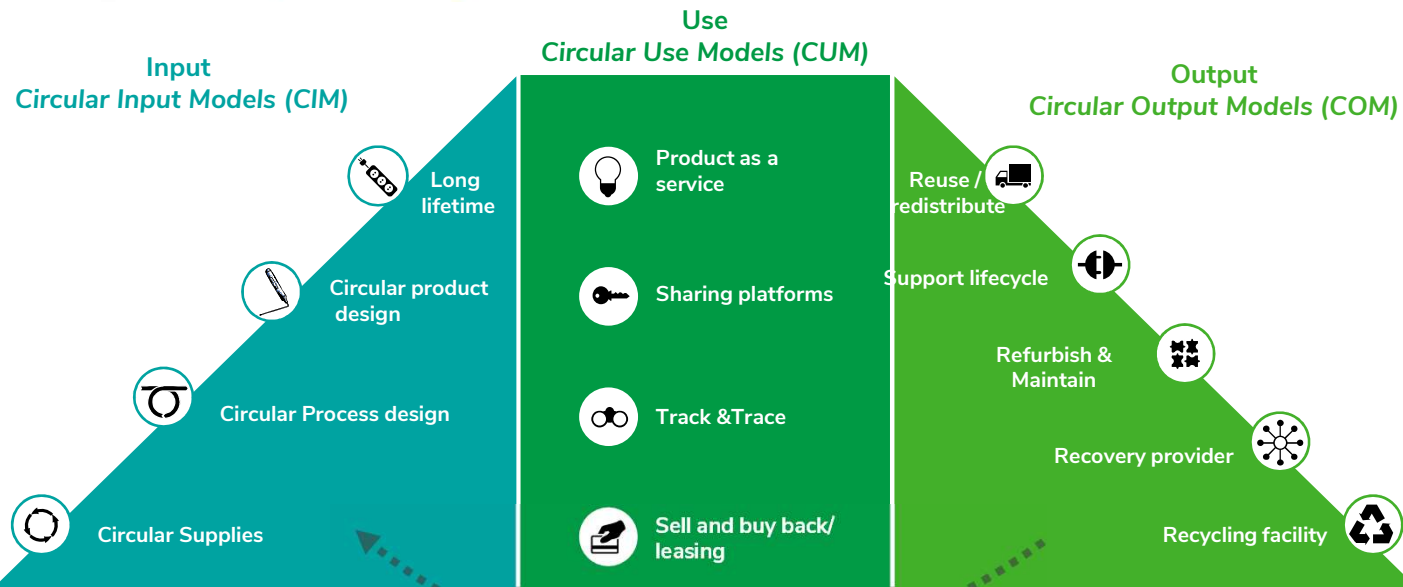 Use
Circular Use Models (CUM)
Input
Circular Input Models (CIM)
Output
Circular Output Models (COM)
Long
lifetime
Circular product
design
Circular Process design
Circular Supplies
Product as a
service
Sharing platforms
Track &Trace
Sell and buy back/
leasing
Reuse /
redistribute
Support lifecycle
Refurbish &
Maintain
Recovery provider
Recycling facility